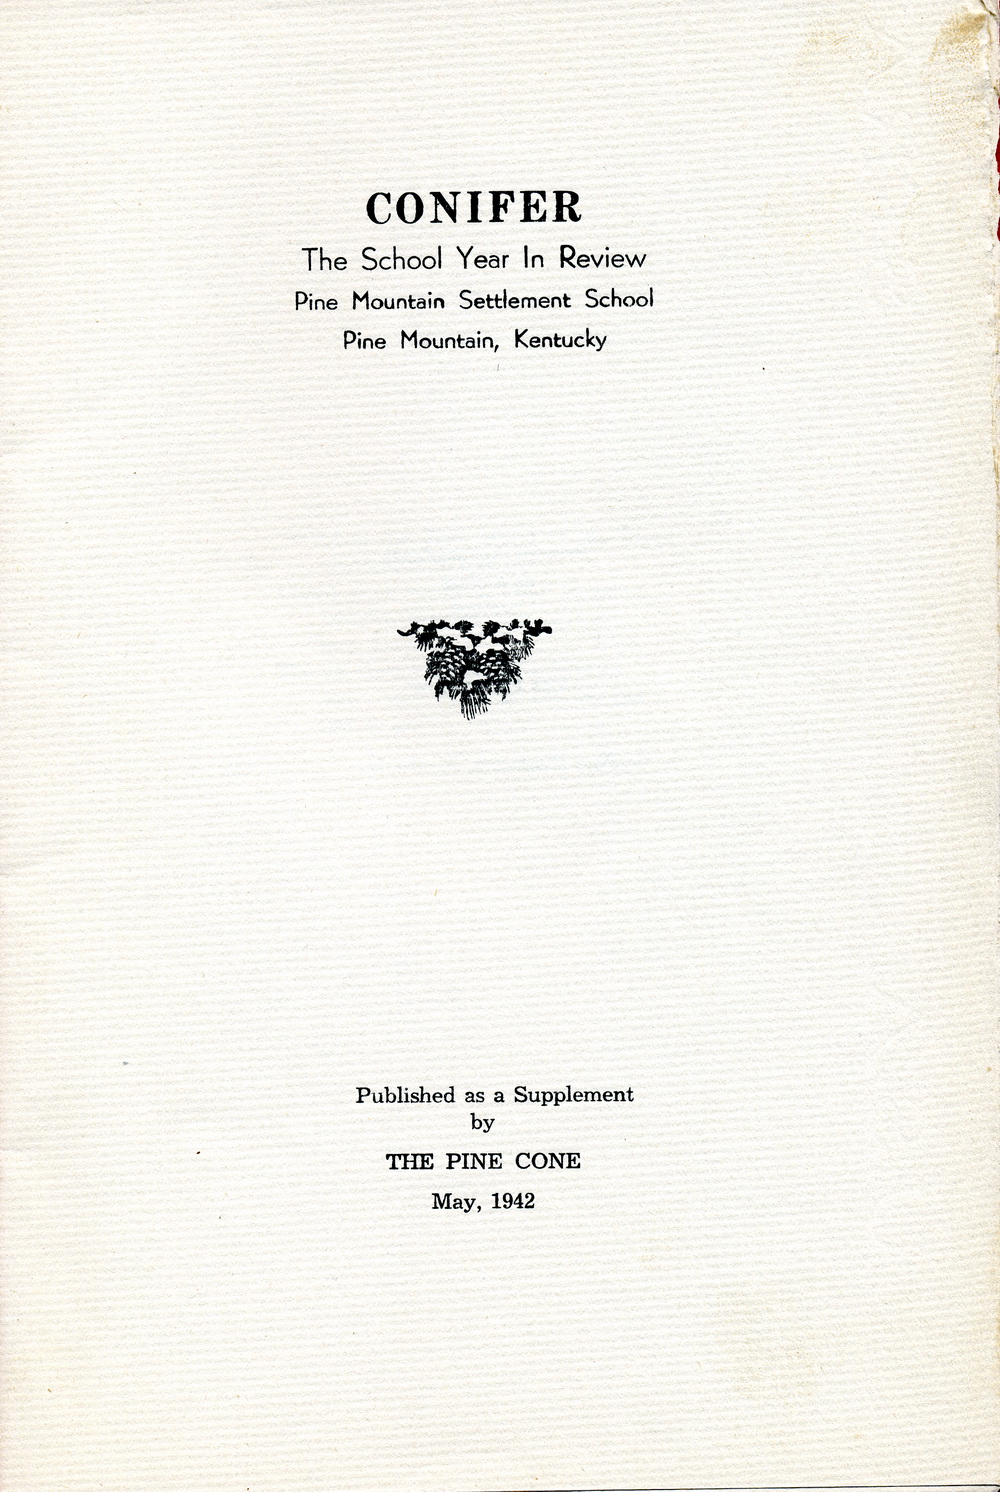 CONIFER
The School Year In Review
Pine Mountain Settlement School
Pine Mountain, Kentucky
Published as a Supplement
by
THE PINE CONE
May, 1942